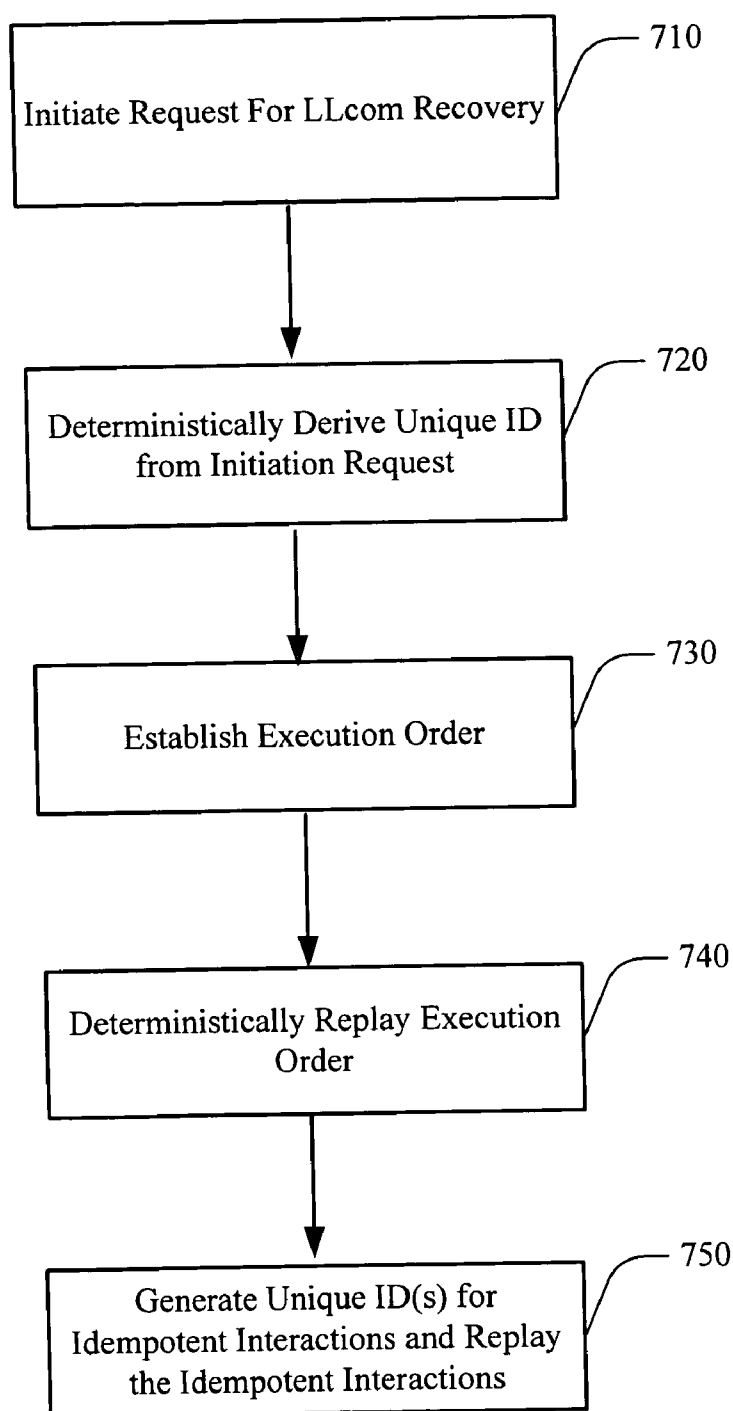 710
Initiate Request For LLcom Recovery
720
Deterministically Derive Unique ID
from Initiation Request
730
Establish Execution Order
740
Deterministically Replay Execution
Order
750
Generate Unique ID(s) for
Idempotent Interactions and Replay
the Idempotent Interactions